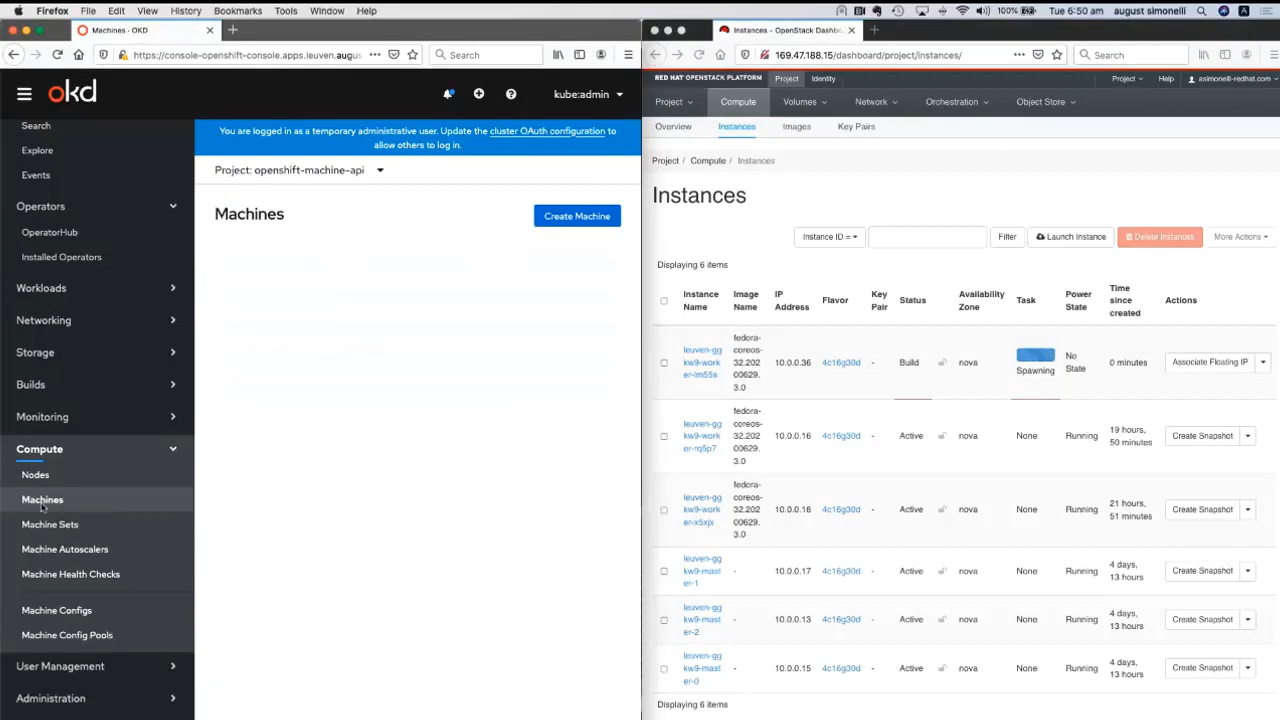 Firefox File Edit View History Bookmarks Tools Window Help
100% Tue 6:50 am august simonelli
Machines · OKD
https://console-openshift-console.apps.leuven.augus
Search
okd
kube:admin
Search
Explore
Events
Operators
OperatorHub
Installed Operators
Workloads
Networking
Storage
Builds
Monitoring
Compute
Nodes
Machines
Machine Sets
Machine Autoscalers
Machine Health Checks
Machine Configs
Machine Config Pools
User Management
Administration
You are logged in as a temporary administrative user. Update the cluster OAuth configuration to
allow others to log in.
Project: openshift-machine-api
Machines
Create Machine
Instances - OpenStack Dashbo
169.47.188.15/dashboard/project/instances/
Search
RED HAT OPENSTACK PLATFORM Project Identity
Project Help asimonelli-redhat.com
Project Compute Volumes Network Orchestration Object Store
Overview Instances Images Key Pairs
Project / Compute / Instances
Instances
Instance ID = Filter Launch Instance Delete Instances More Actions
Displaying 6 items
Instance Name Image Name IP Address Flavor Key Pair Status Availability Zone Task Power State Time since created Actions
leuven-gg
kw9-work
er-lm55s
fedora-
coreos-
32.202
00629.
3.0
10.0.0.36 4c16g30d - Build nova Spawning No State 0 minutes Associate Floating IP
leuven-gg
kw9-work
er-rq5p7
fedora-
coreos-
32.202
00629.
3.0
10.0.0.16 4c16g30d - Active nova None Running 19 hours, 50 minutes Create Snapshot
leuven-gg
kw9-work
er-x5xjx
fedora-
coreos-
32.202
00629.
3.0
10.0.0.18 4c16g30d - Active nova None Running 21 hours, 51 minutes Create Snapshot
leuven-gg
kw9-mast
er-1
- 10.0.0.17 4c16g30d - Active nova None Running 4 days, 13 hours Create Snapshot
leuven-gg
kw9-mast
er-2
- 10.0.0.13 4c16g30d - Active nova None Running 4 days, 13 hours Create Snapshot
leuven-gg
kw9-mast
er-0
- 10.0.0.15 4c16g30d - Active nova None Running 4 days, 13 hours Create Snapshot
Displaying 6 items